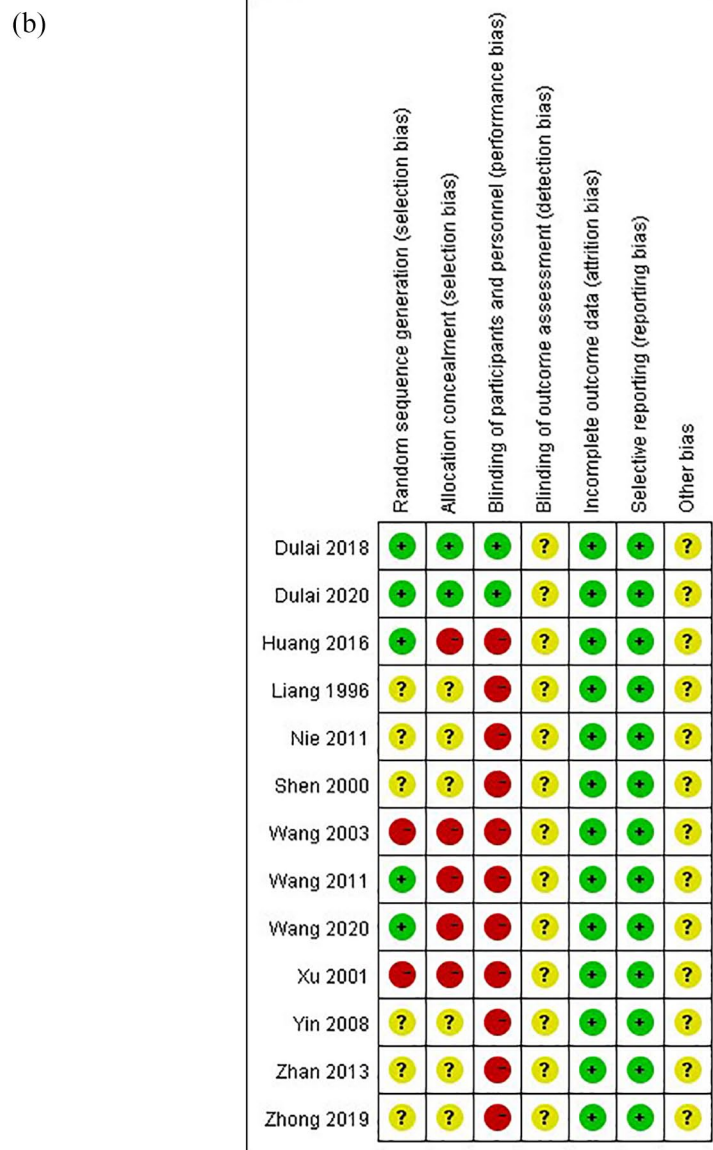 (b)
Random sequence generation (selection bias)
Allocation concealment (selection bias)
Blinding of participants and personnel (performance bias)
Blinding of outcome assessment (detection bias)
Incomplete outcome data (attrition bias)
Selective reporting (reporting bias)
Other bias
Dulai 2018 + + + ? + + ?
Dulai 2020 + + + ? + + ?
Huang 2016 + - - ? + + ?
Liang 1996 ? ? - ? + + ?
Nie 2011 ? ? - ? + + ?
Shen 2000 ? ? - ? + + ?
Wang 2003 - - - ? + + ?
Wang 2011 + - - ? + + ?
Wang 2020 + - - ? + + ?
Xu 2001 - - - ? + + ?
Yin 2008 ? ? - ? + + ?
Zhan 2013 ? ? - ? + + ?
Zhong 2019 ? ? - ? + + ?